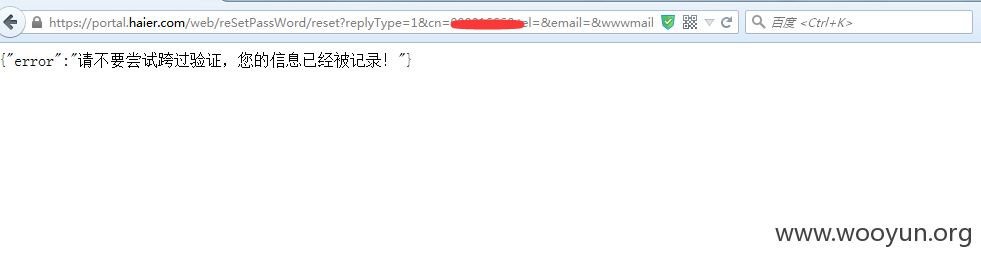 https://portal.haier.com/web/reSetPassWord/reset?replyType=1&cn= el=&email=&wwwmail
百度 <Ctrl+K>
{"error":"请不要尝试跨过验证，您的信息已经被记录！"}
www.wooyun.org